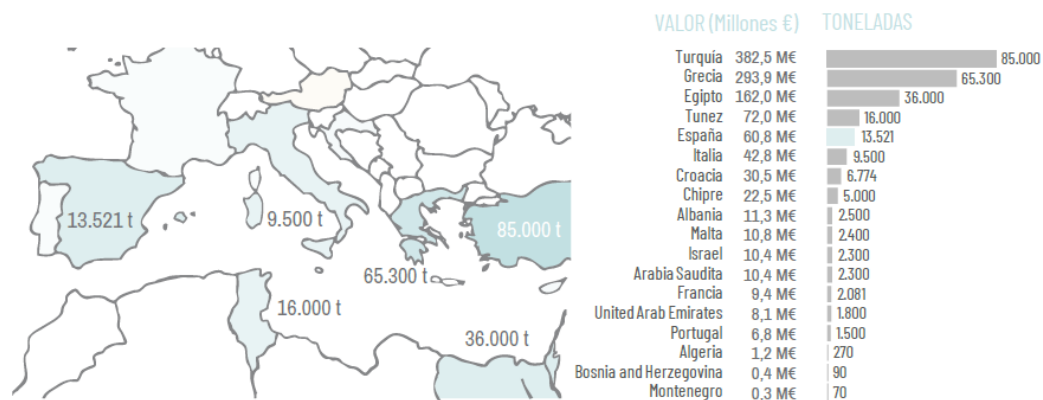 VALOR (Millones €) TONELADAS
Turquía 382,5 M€ 85.000
Grecia 293,9 M€ 65.300
Egipto 162,0 M€ 36.000
Tunez 72,0 M€ 16.000
España 60,8 M€ 13.521
Italia 42,8 M€ 9.500
Croacia 30,5 M€ 6.774
Chipre 22,5 M€ 5.000
Albania 11,3 M€ 2.500
Malta 10,8 M€ 2.400
Israel 10,4 M€ 2.300
Arabia Saudita 10,4 M€ 2.300
Francia 9,4 M€ 2.081
United Arab Emirates 8,1 M€ 1.800
Portugal 6,8 M€ 1.500
Algeria 1,2 M€ 270
Bosnia and Herzegovina 0,4 M€ 90
Montenegro 0,3 M€ 70
13.521 t
9.500 t
85.000 t
65.300 t
16.000 t
36.000 t